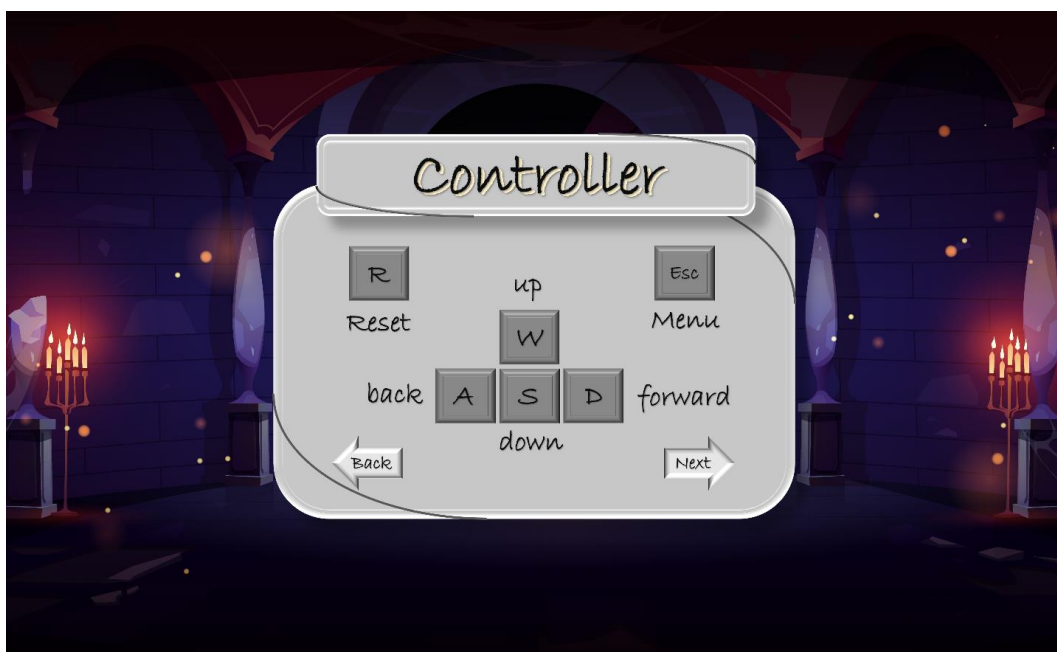 Controller
R
Reset
Esc
Menu
up
W
back A S D forward
down
Back
Next